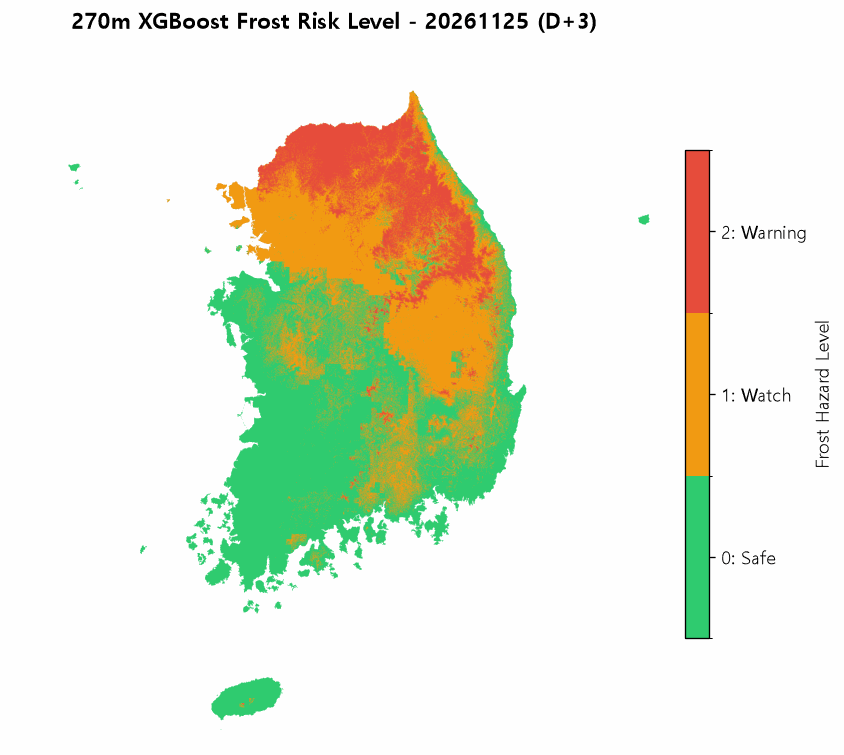 270m XGBoost Frost Risk Level - 20261125 (D+3)
2: Warning
1: Watch
0: Safe
Frost Hazard Level